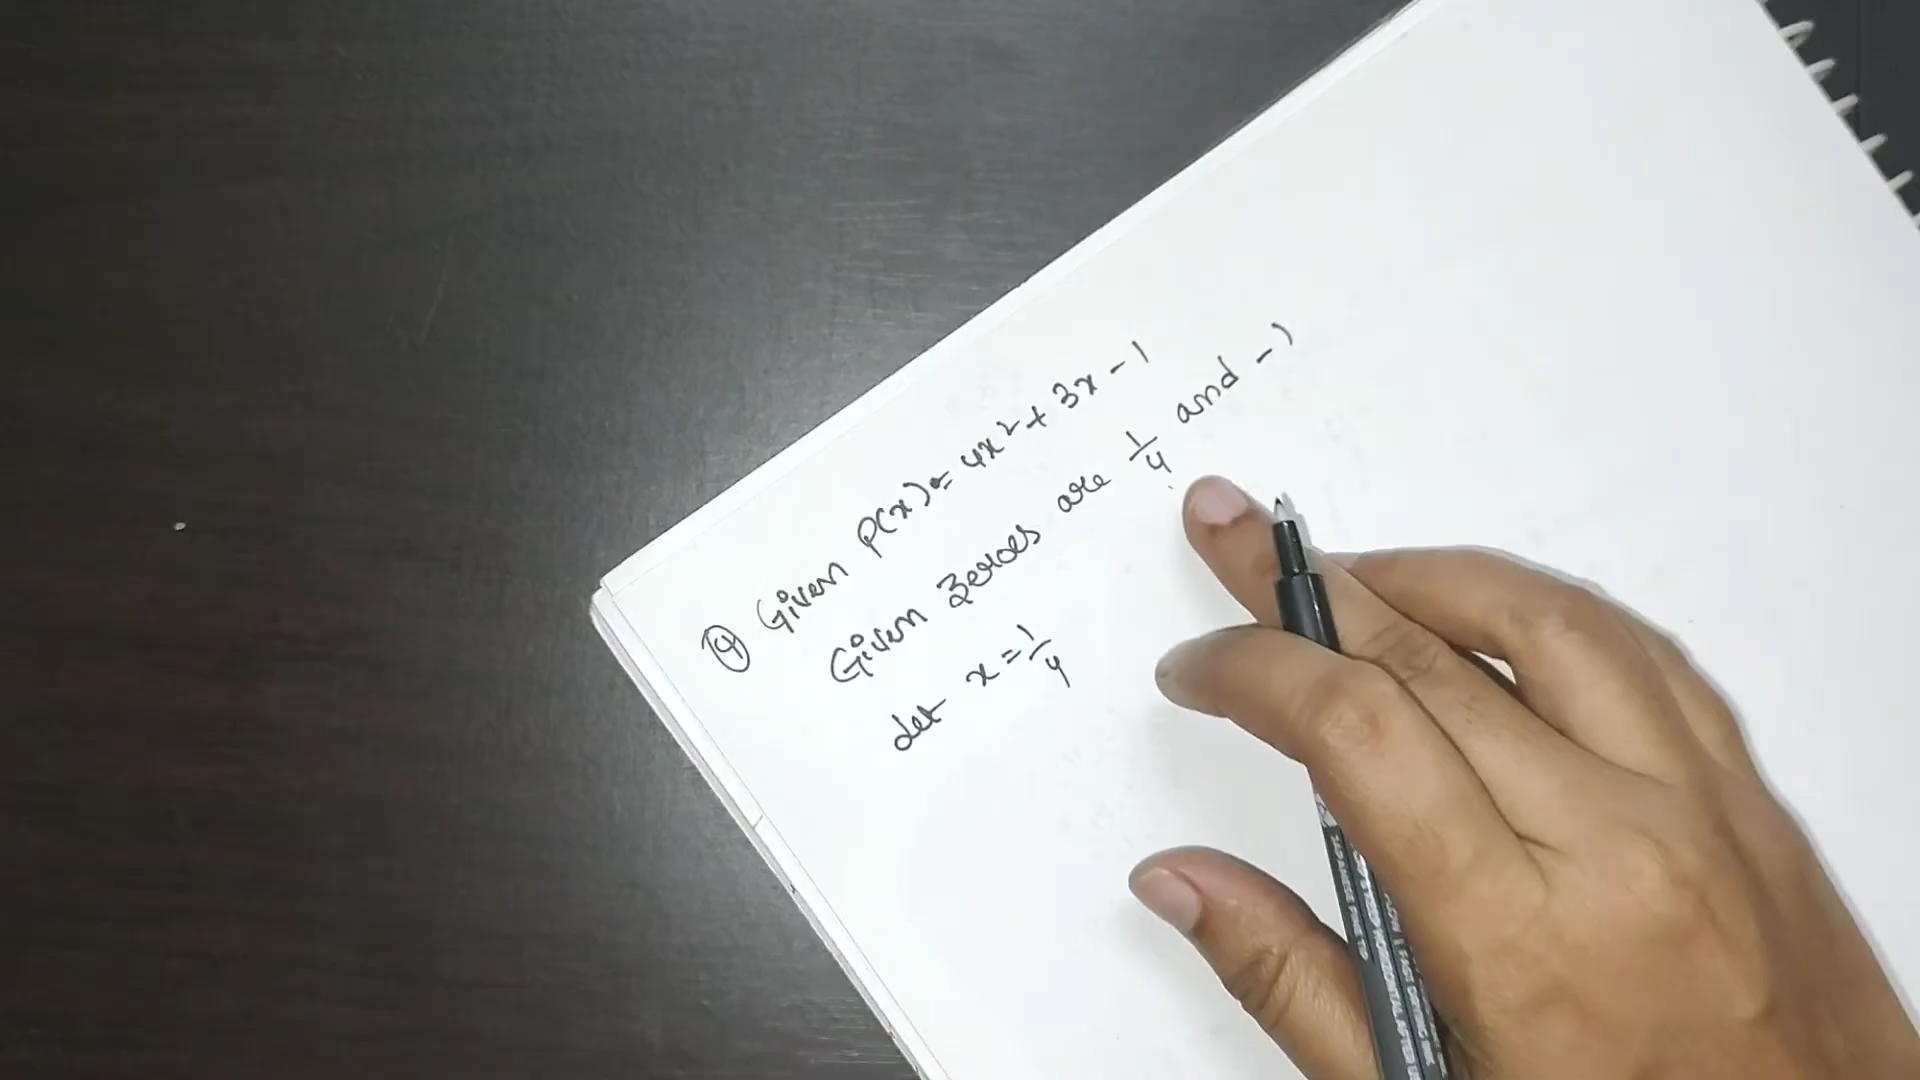 ④ Given P(x) = 4x² + 3x - 1
Given zeroes are 1/4 and -1
Let x = 1/4